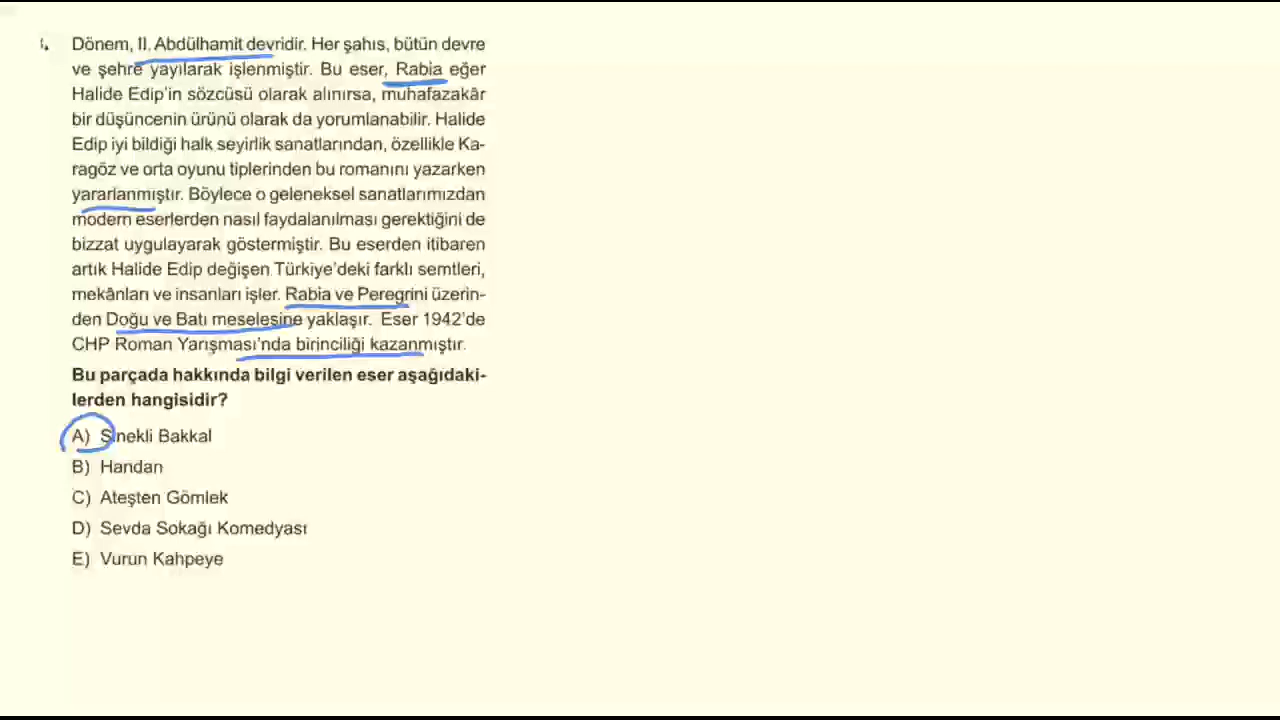 Dönem, II. Abdülhamit devridir. Her şahıs, bütün devre
ve şehre yayılarak işlenmiştir. Bu eser, Rabia eğer
Halide Edip'in sözcüsü olarak alınırsa, muhafazakâr
bir düşüncenin ürünü olarak da yorumlanabilir. Halide
Edip iyi bildiği halk seyirlik sanatlarından, özellikle Ka-
ragöz ve orta oyunu tiplerinden bu romanını yazarken
yararlanmıştır. Böylece o geleneksel sanatlarımızdan
modern eserlerden nasıl faydalanılması gerektiğini de
bizzat uygulayarak göstermiştir. Bu eserden itibaren
artık Halide Edip değişen Türkiye'deki farklı semtleri,
mekânları ve insanları işler. Rabia ve Peregrini üzerin-
den Doğu ve Batı meselesine yaklaşır. Eser 1942'de
CHP Roman Yarışması'nda birinciliği kazanmıştır.
Bu parçada hakkında bilgi verilen eser aşağıdaki-
lerden hangisidir?
A) Sinekli Bakkal
B) Handan
C) Ateşten Gömlek
D) Sevda Sokağı Komedyası
E) Vurun Kahpeye